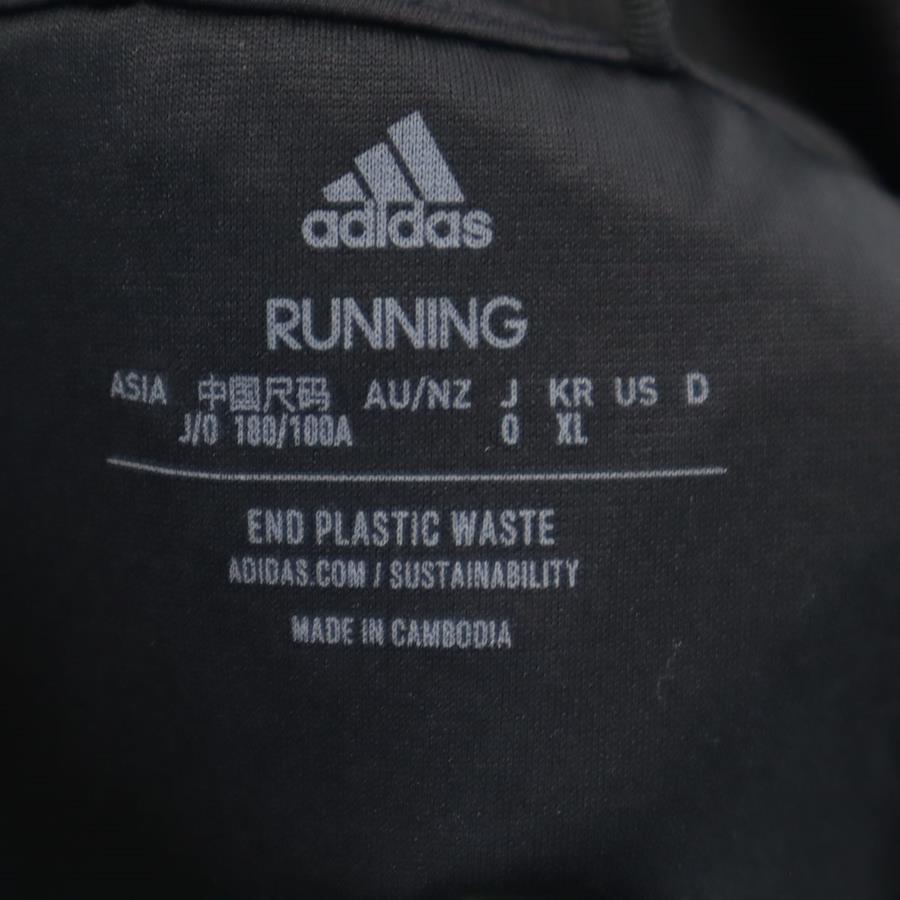 adidas
RUNNING
ASIA 中国尺码 AU/NZ J KR US D
J/O 180/100A O XL
END PLASTIC WASTE
ADIDAS.COM / SUSTAINABILITY
MADE IN CAMBODIA